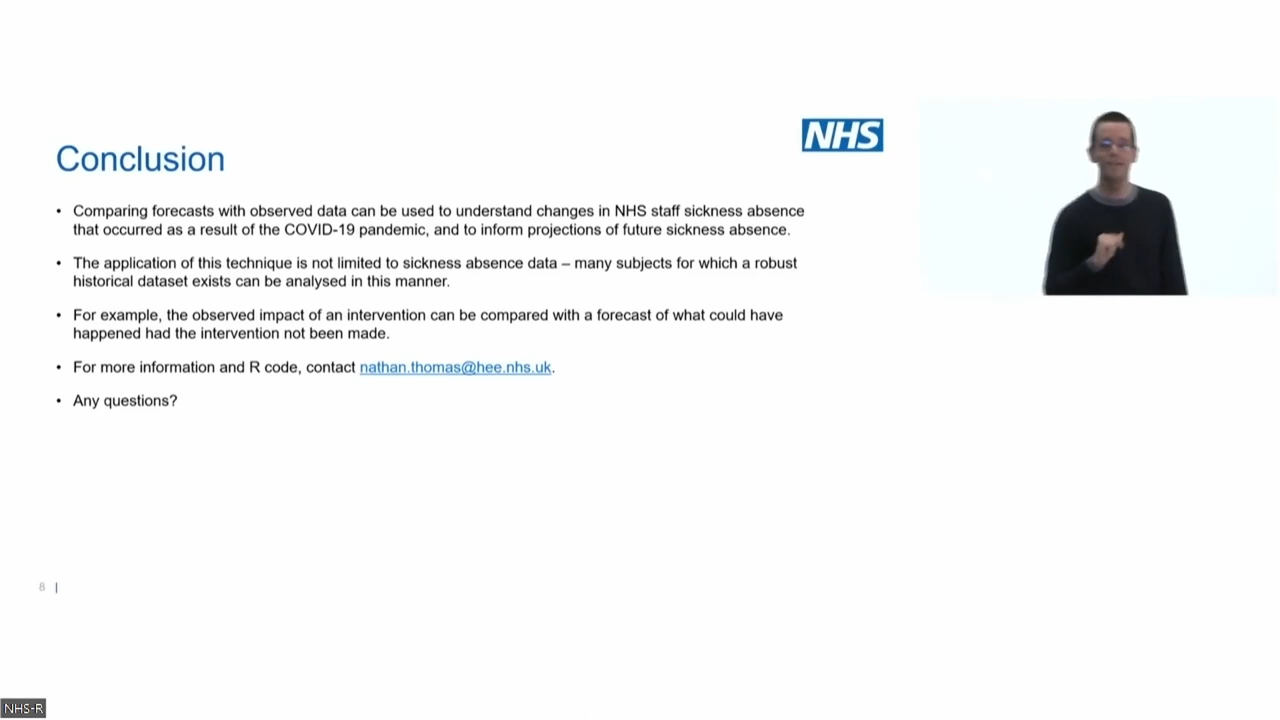 NHS
Conclusion
• Comparing forecasts with observed data can be used to understand changes in NHS staff sickness absence
that occurred as a result of the COVID-19 pandemic, and to inform projections of future sickness absence.
• The application of this technique is not limited to sickness absence data – many subjects for which a robust
historical dataset exists can be analysed in this manner.
• For example, the observed impact of an intervention can be compared with a forecast of what could have
happened had the intervention not been made.
• For more information and R code, contact nathan.thomas@hee.nhs.uk.
• Any questions?
8 |
NHS-R